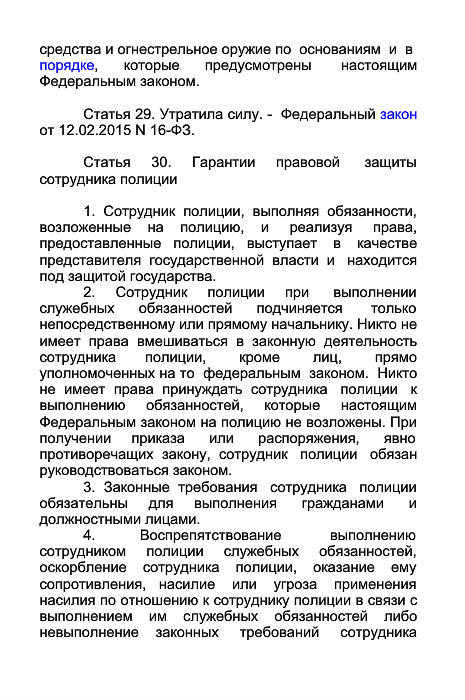 средства и огнестрельное оружие по основаниям и в
порядке, которые предусмотрены настоящим
Федеральным законом.
Статья 29. Утратила силу. - Федеральный закон
от 12.02.2015 N 16-ФЗ.
Статья 30. Гарантии правовой защиты
сотрудника полиции
1. Сотрудник полиции, выполняя обязанности,
возложенные на полицию, и реализуя права,
предоставленные полиции, выступает в качестве
представителя государственной власти и находится
под защитой государства.
2. Сотрудник полиции при выполнении
служебных обязанностей подчиняется только
непосредственному или прямому начальнику. Никто не
имеет права вмешиваться в законную деятельность
сотрудника полиции, кроме лиц, прямо
уполномоченных на то федеральным законом. Никто
не имеет права принуждать сотрудника полиции к
выполнению обязанностей, которые настоящим
Федеральным законом на полицию не возложены. При
получении приказа или распоряжения, явно
противоречащих закону, сотрудник полиции обязан
руководствоваться законом.
3. Законные требования сотрудника полиции
обязательны для выполнения гражданами и
должностными лицами.
4. Воспрепятствование выполнению
сотрудником полиции служебных обязанностей,
оскорбление сотрудника полиции, оказание ему
сопротивления, насилие или угроза применения
насилия по отношению к сотруднику полиции в связи с
выполнением им служебных обязанностей либо
невыполнение законных требований сотрудника